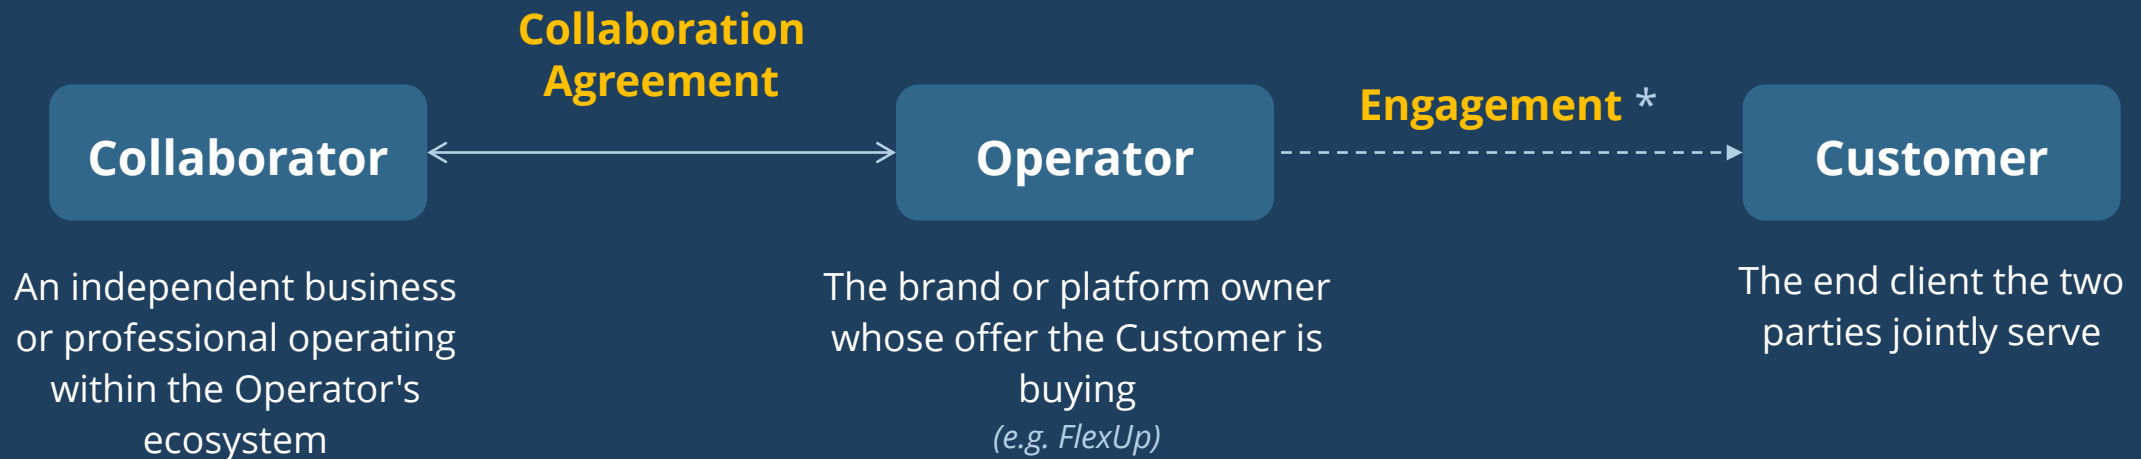 Collaboration
Agreement
Engagement *
Collaborator
Operator
Customer
An independent business
or professional operating
within the Operator's
ecosystem
The brand or platform owner
whose offer the Customer is
buying
(e.g. FlexUp)
The end client the two
parties jointly serve